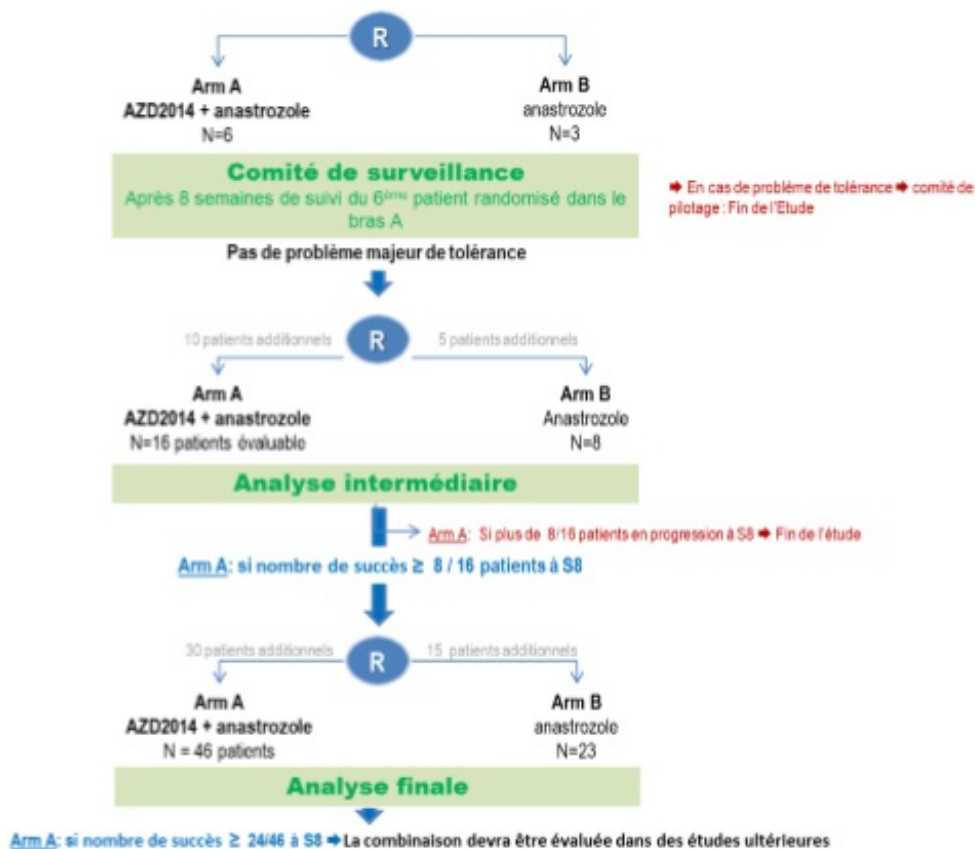 R
Arm A
AZD2014 + anastrozole
N=6
Arm B
anastrozole
N=3
Comité de surveillance
Après 8 semaines de suivi du 6ième patient randomisé dans le
bras A
➡ En cas de problème de tolérance ➡ comité de
pilotage : Fin de l'Etude
Pas de problème majeur de tolérance
10 patients additionnels
R
5 patients additionnels
Arm A
AZD2014 + anastrozole
N=16 patients évaluable
Arm B
Anastrozole
N=8
Analyse intermédiaire
Arm A: Si plus de 8/16 patients en progression à S8 ➡ Fin de l'étude
Arm A: si nombre de succès ≥ 8 / 16 patients à S8
30 patients additionnels
R
15 patients additionnels
Arm A
AZD2014 + anastrozole
N = 46 patients
Arm B
anastrozole
N=23
Analyse finale
Arm A: si nombre de succès ≥ 24/46 à S8 ➡ La combinaison devra être évaluée dans des études ultérieures